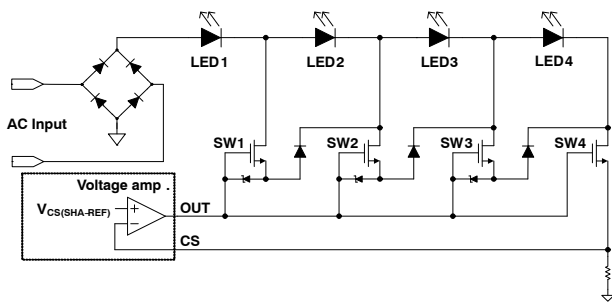 LED1
LED2
LED3
LED4
AC Input
SW1
SW2
SW3
SW4
Voltage amp .
VCS(SHA-REF)
OUT
CS